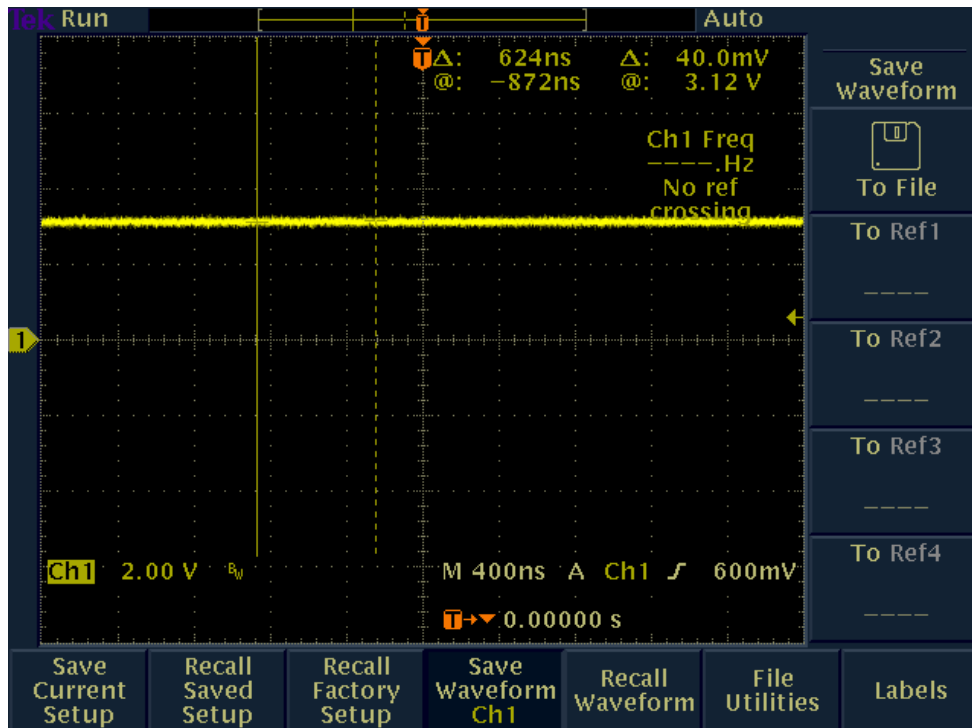 Tek Run Auto
Δ: 624ns Δ: 40.0mV
@: −872ns @: 3.12 V
Ch1 Freq
−−−−.Hz
No ref
crossing
1
Ch1 2.00 V BW M 400ns A Ch1 600mV
T 0.00000 s
Save
Waveform
To File
To Ref1
−−−−
To Ref2
−−−−
To Ref3
−−−−
To Ref4
−−−−
Save
Current
Setup
Recall
Saved
Setup
Recall
Factory
Setup
Save
Waveform
Ch1
Recall
Waveform
File
Utilities
Labels